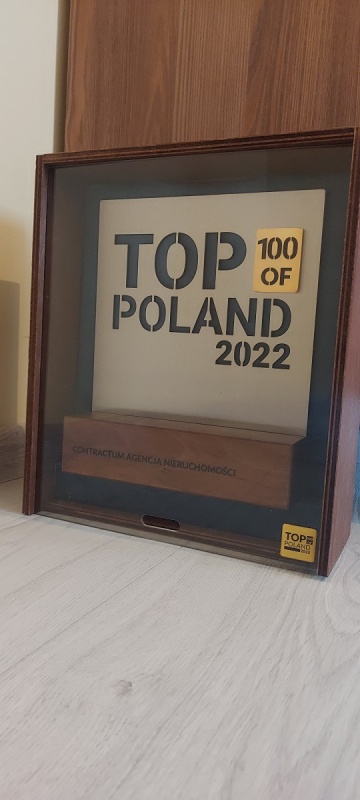 TOP 100
OF
POLAND
2022
CONTRACTUM AGENCJA NIERUCHOMOŚCI
TOP
POLAND